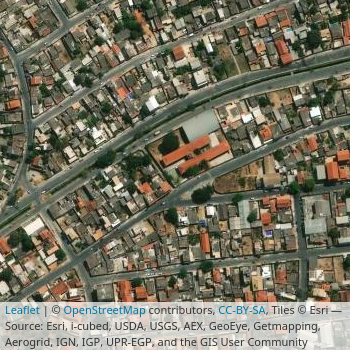 Leaflet | © OpenStreetMap contributors, CC-BY-SA, Tiles © Esri —
Source: Esri, i-cubed, USDA, USGS, AEX, GeoEye, Getmapping,
Aerogrid, IGN, IGP, UPR-EGP, and the GIS User Community